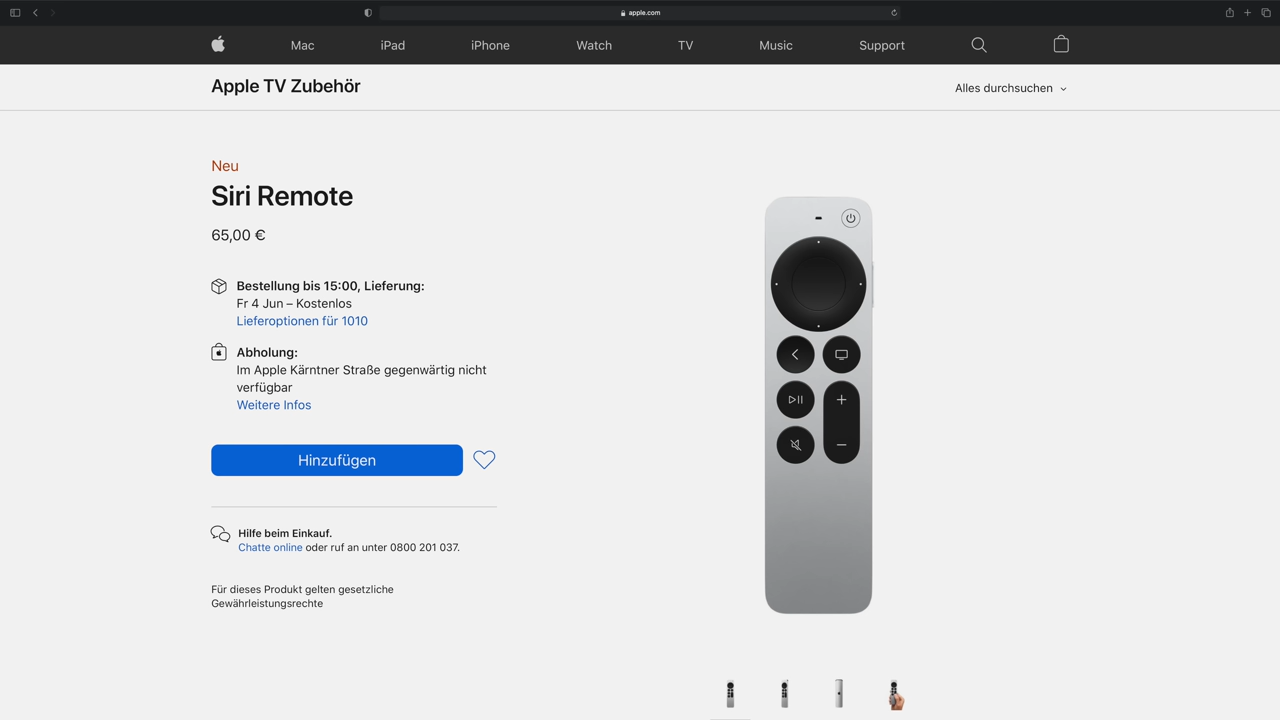 apple.com
Mac
iPad
iPhone
Watch
TV
Music
Support
Apple TV Zubehör
Alles durchsuchen
Neu
Siri Remote
65,00 €
Bestellung bis 15:00, Lieferung:
Fr 4 Jun – Kostenlos
Lieferoptionen für 1010
Abholung:
Im Apple Kärntner Straße gegenwärtig nicht
verfügbar
Weitere Infos
Hinzufügen
Hilfe beim Einkauf.
Chatte online oder ruf an unter 0800 201 037.
Für dieses Produkt gelten gesetzliche
Gewährleistungsrechte